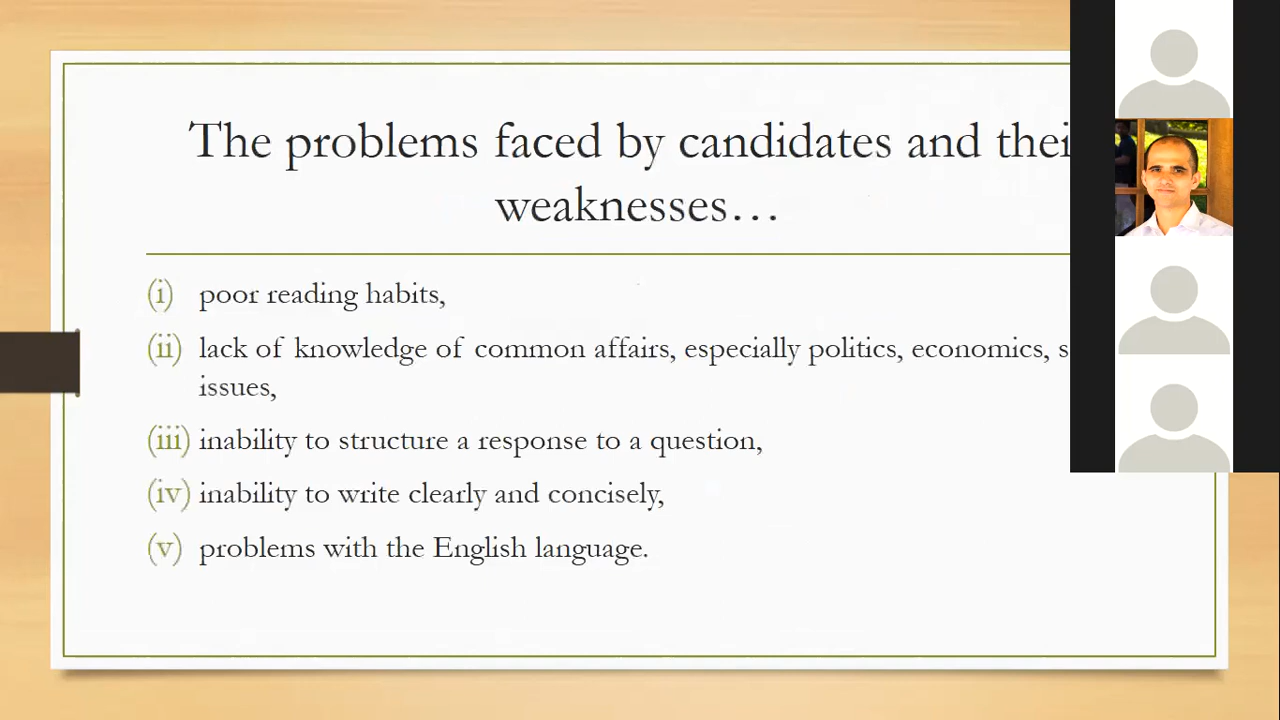 The problems faced by candidates and thei
weaknesses…
(i) poor reading habits,
(ii) lack of knowledge of common affairs, especially politics, economics, s
issues,
(iii) inability to structure a response to a question,
(iv) inability to write clearly and concisely,
(v) problems with the English language.